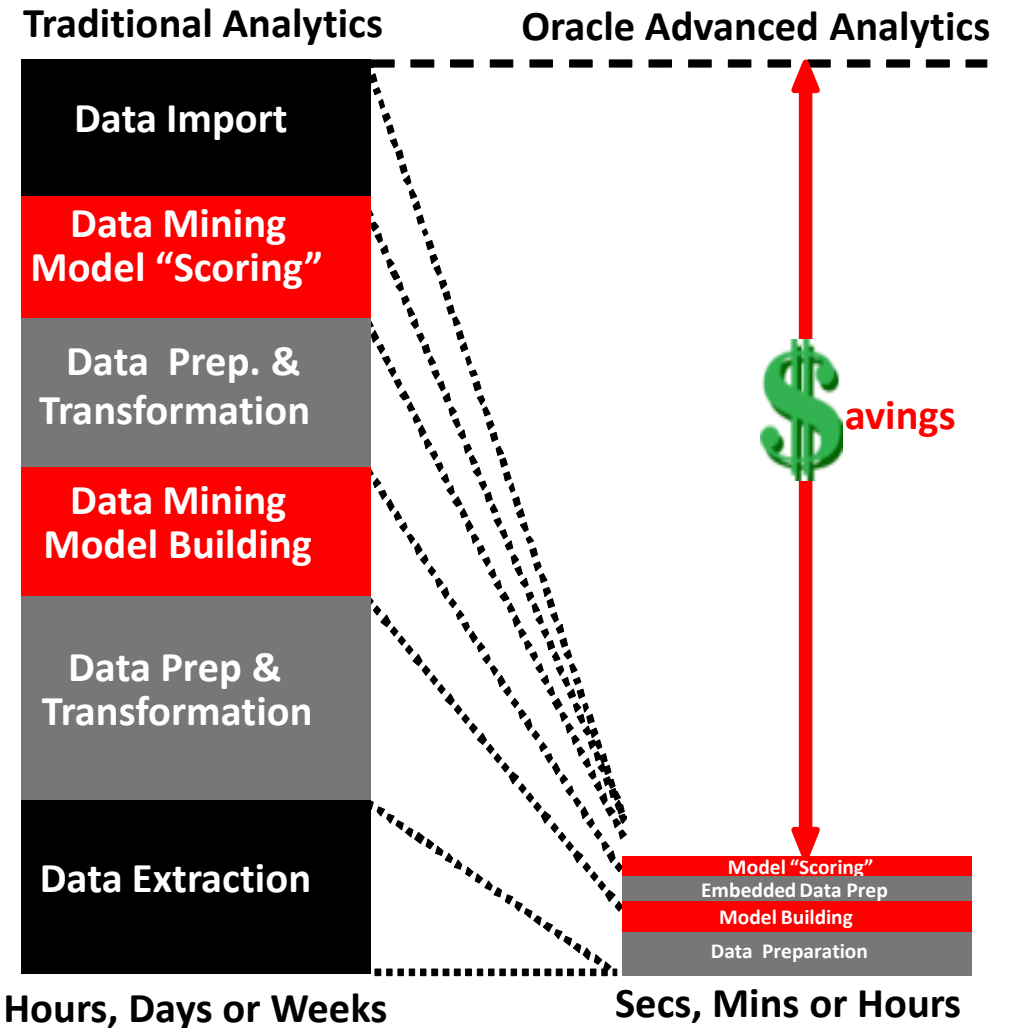 Traditional Analytics
Oracle Advanced Analytics
Data Import
Data Mining
Model “Scoring”
Data Prep. &
Transformation
Data Mining
Model Building
Data Prep &
Transformation
Data Extraction
$avings
Model “Scoring”
Embedded Data Prep
Model Building
Data Preparation
Hours, Days or Weeks
Secs, Mins or Hours